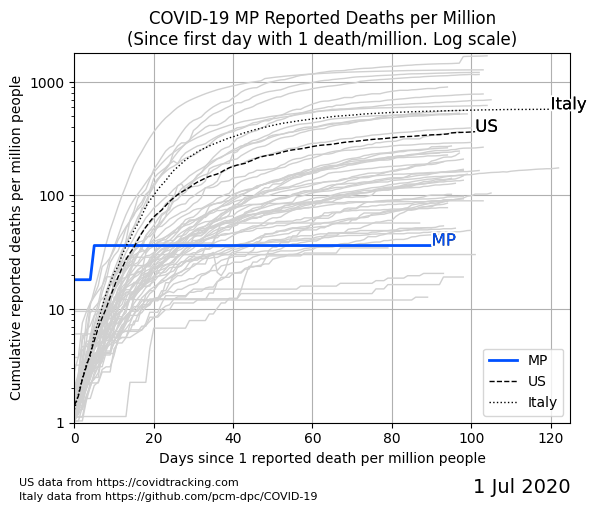 COVID-19 MP Reported Deaths per Million
(Since first day with 1 death/million. Log scale)
Cumulative reported deaths per million people
1000
100
10
1
Italy
US
MP
MP
US
Italy
0 20 40 60 80 100 120
Days since 1 reported death per million people
US data from https://covidtracking.com
Italy data from https://github.com/pcm-dpc/COVID-19
1 Jul 2020